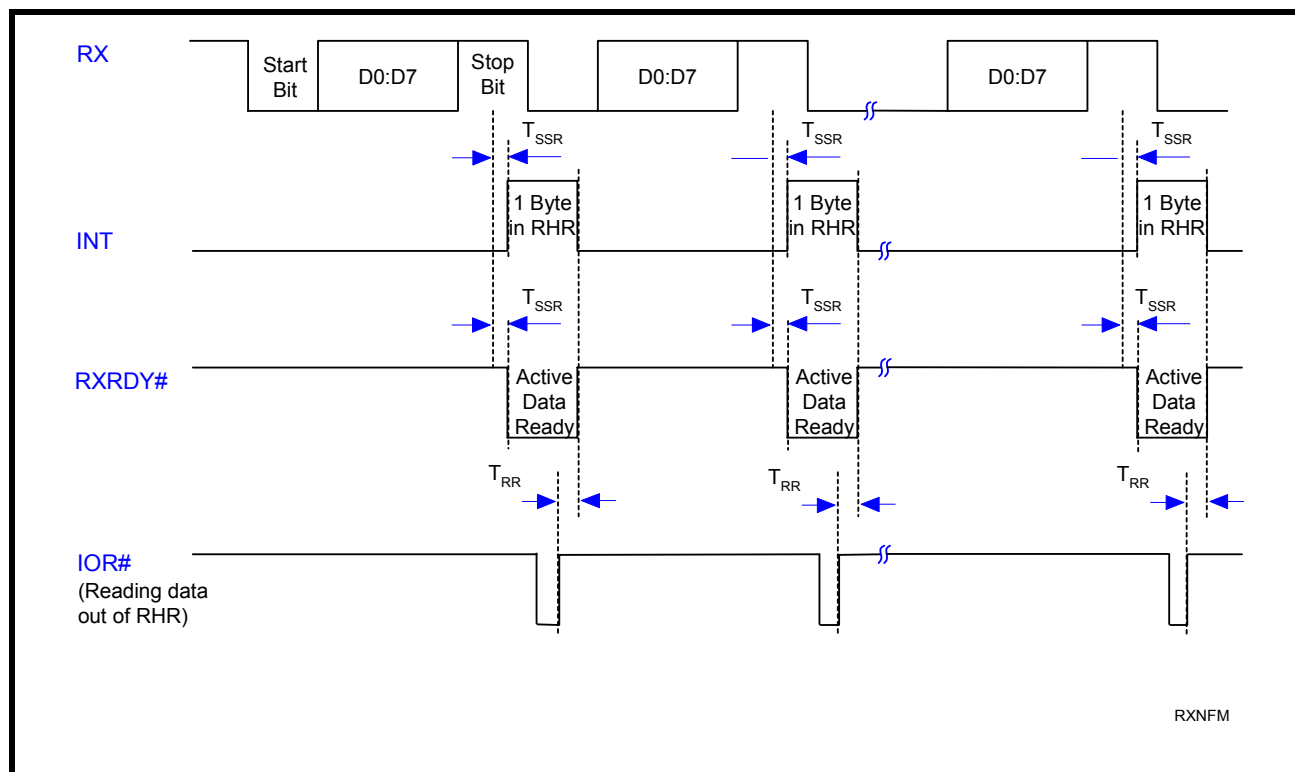 RX
Start
Bit
D0:D7
Stop
Bit
D0:D7
D0:D7
TSSR
TSSR
TSSR
1 Byte
in RHR
1 Byte
in RHR
1 Byte
in RHR
INT
TSSR
TSSR
TSSR
RXRDY#
Active
Data
Ready
Active
Data
Ready
Active
Data
Ready
TRR
TRR
TRR
IOR#
(Reading data
out of RHR)
RXNFM